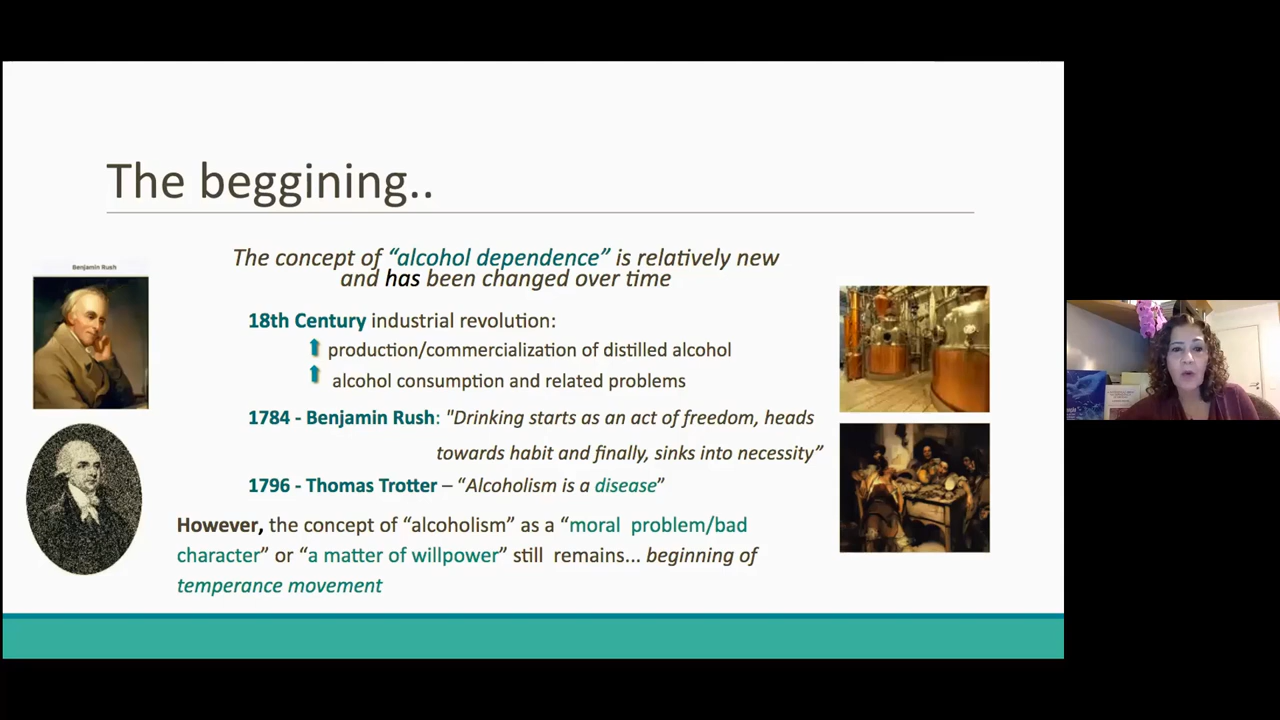 The beggining..
Benjamin Rush
The concept of “alcohol dependence” is relatively new
and has been changed over time
18th Century industrial revolution:
production/commercialization of distilled alcohol
alcohol consumption and related problems
1784 - Benjamin Rush: "Drinking starts as an act of freedom, heads
towards habit and finally, sinks into necessity”
1796 - Thomas Trotter – “Alcoholism is a disease”
However, the concept of “alcoholism” as a “moral problem/bad
character” or “a matter of willpower” still remains... beginning of
temperance movement